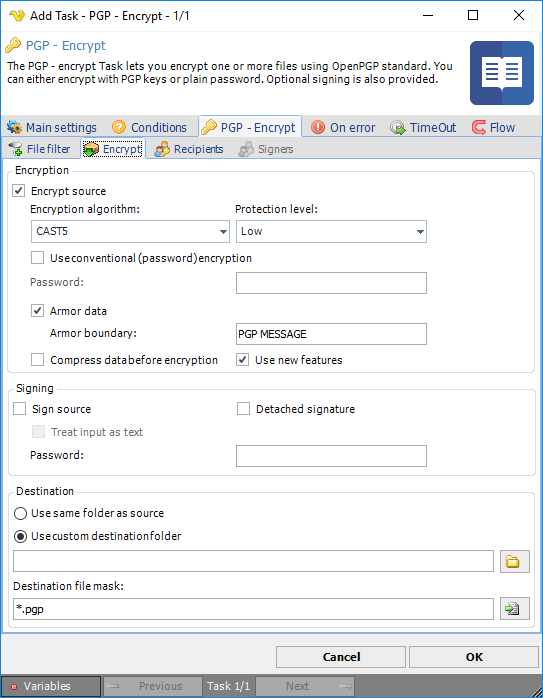 Add Task - PGP - Encrypt - 1/1
PGP - Encrypt
The PGP - encrypt Task lets you encrypt one or more files using OpenPGP standard. You
can either encrypt with PGP keys or plain password. Optional signing is also provided.
Main settings Conditions PGP - Encrypt On error TimeOut Flow
File filter Encrypt Recipients Signers
Encryption
Encrypt source
Encryption algorithm: Protection level:
CAST5 Low
Use conventional (password) encryption
Password:
Armor data
Armor boundary: PGP MESSAGE
Compress data before encryption Use new features
Signing
Sign source Detached signature
Treat input as text
Password:
Destination
Use same folder as source
Use custom destination folder
Destination file mask:
*.pgp
Cancel OK
Variables Previous Task 1/1 Next